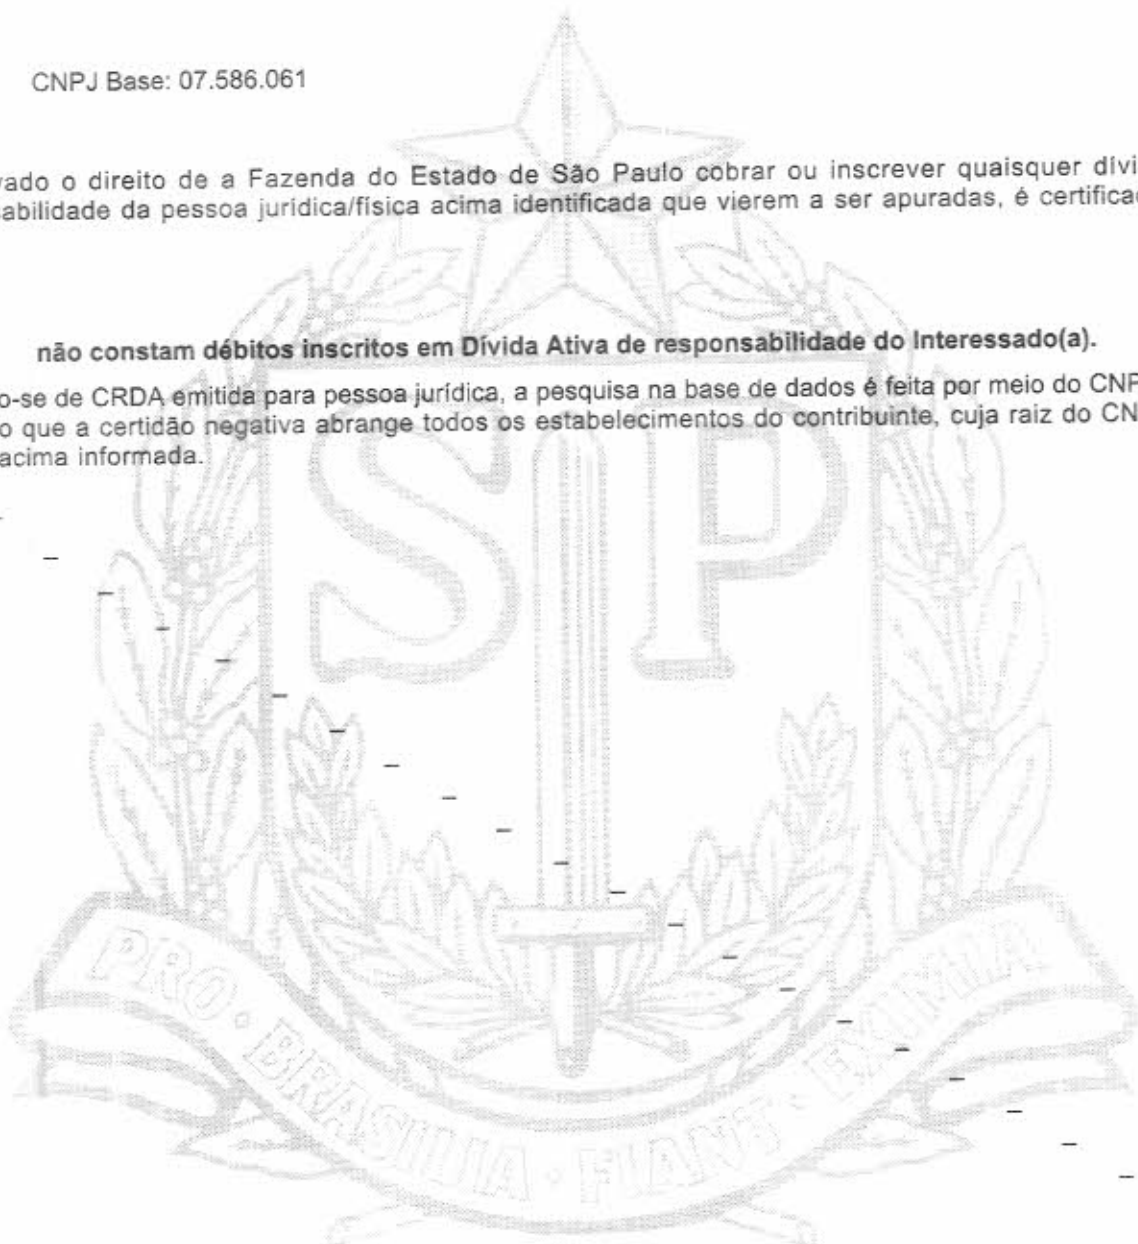 CNPJ Base: 07.586.061
vado o direito de a Fazenda do Estado de São Paulo cobrar ou inscrever quaisquer dívi
sabilidade da pessoa jurídica/física acima identificada que vierem a ser apuradas, é certificad
não constam débitos inscritos em Dívida Ativa de responsabilidade do Interessado(a).
o-se de CRDA emitida para pessoa jurídica, a pesquisa na base de dados é feita por meio do CNP
o que a certidão negativa abrange todos os estabelecimentos do contribuinte, cuja raiz do CN
acima informada.
SP
PRO · BRASILIA · FIANT · EXIMIA